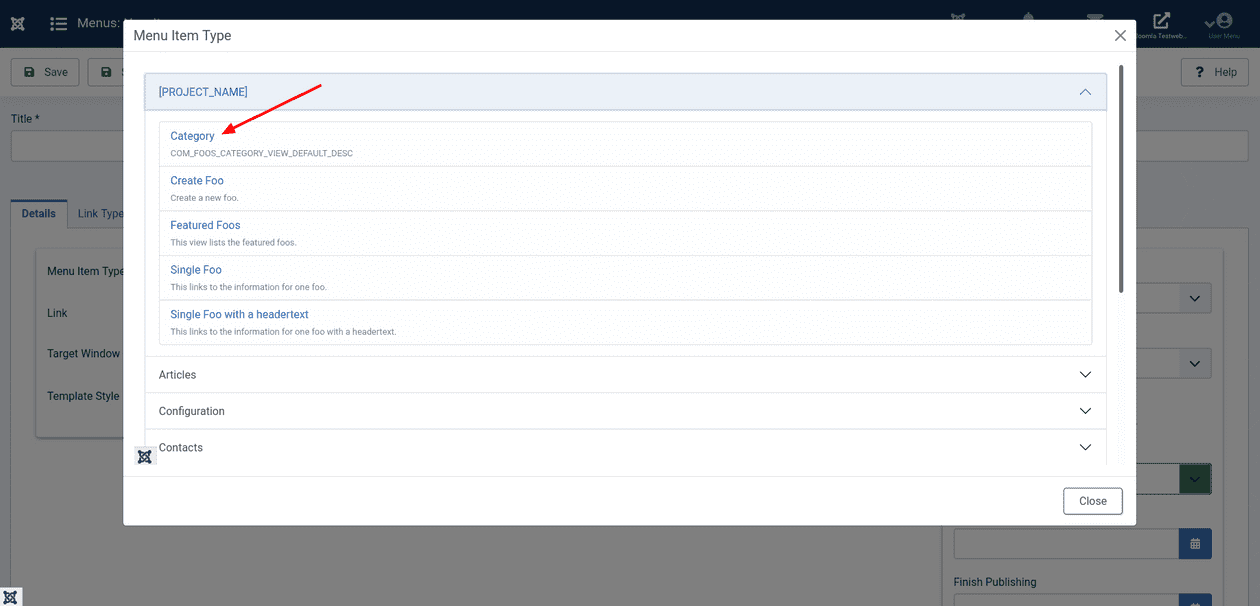 Menus:
Menu Item Type
Joomla Testweb...
User Menu
Save
Help
[PROJECT_NAME]
Title *
Category
COM_FOOS_CATEGORY_VIEW_DEFAULT_DESC
Create Foo
Create a new foo.
Details
Link Type
Featured Foos
This view lists the featured foos.
Menu Item Type
Single Foo
This links to the information for one foo.
Link
Single Foo with a headertext
This links to the information for one foo with a headertext.
Target Window
Articles
Template Style
Configuration
Contacts
Close
Finish Publishing